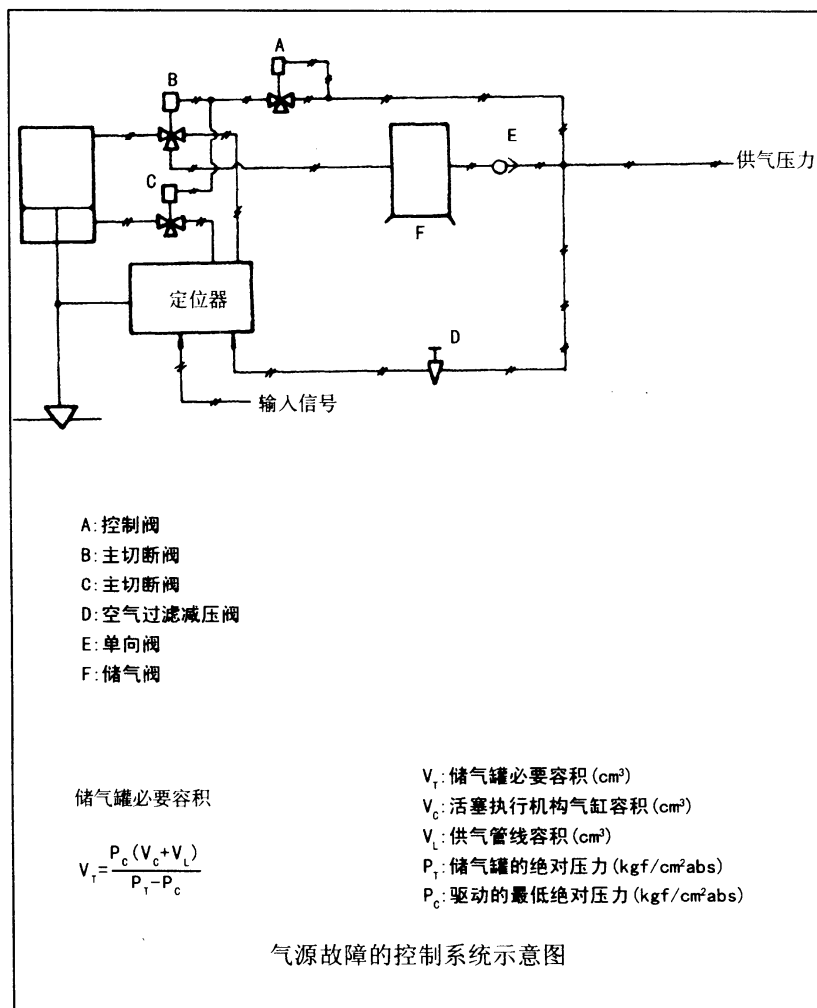 A
B
E
供气压力
C
F
定位器
D
输入信号
A:控制阀
B:主切断阀
C:主切断阀
D:空气过滤减压阀
E:单向阀
F:储气阀
储气罐必要容积
V_T=P_C(V_C+V_L)/P_T-P_C
V_T:储气罐必要容积(cm³)
V_C:活塞执行机构气缸容积(cm³)
V_L:供气管线容积(cm³)
P_T:储气罐的绝对压力(kgf/cm²abs)
P_C:驱动的最低绝对压力(kgf/cm²abs)
气源故障的控制系统示意图